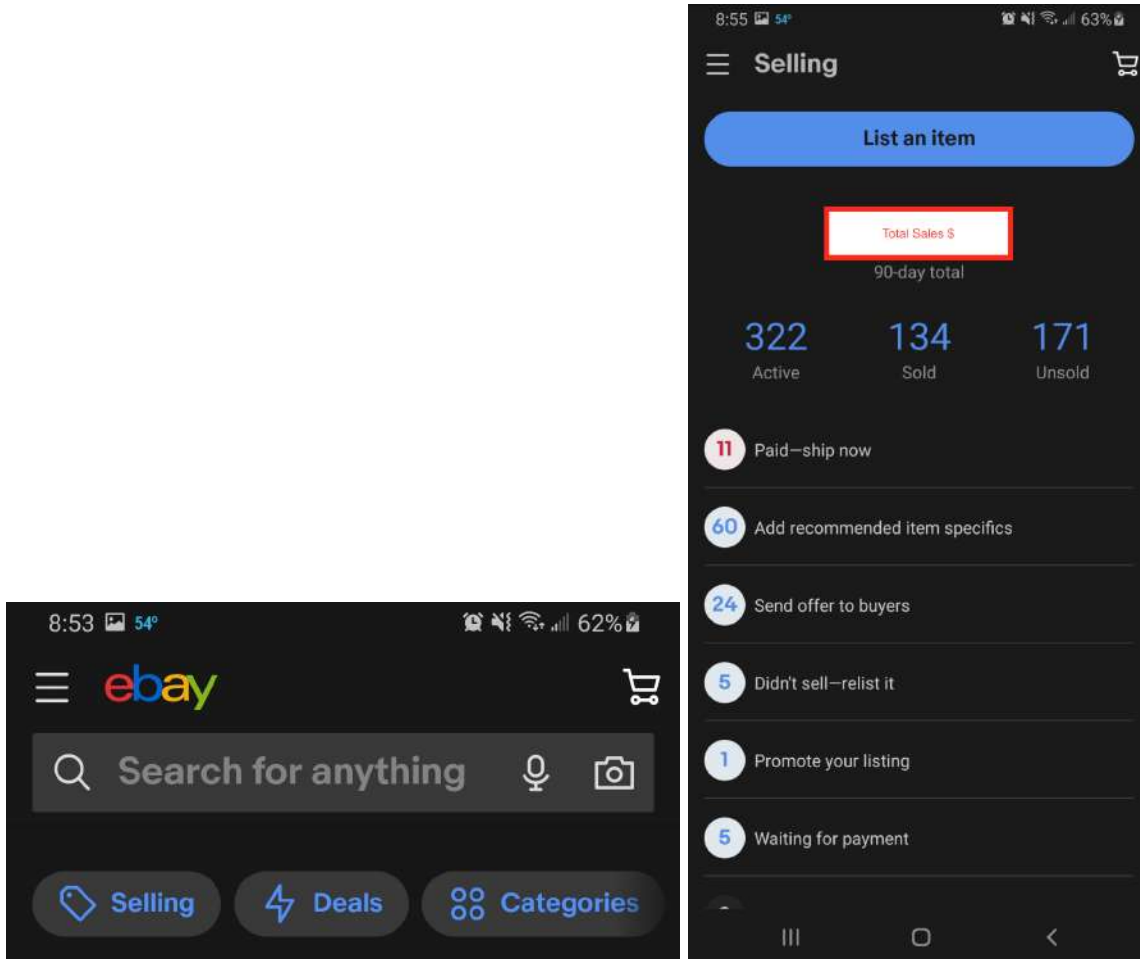 8:53 54°
62%
ebay
Search for anything
Selling Deals Categories
8:55 54°
63%
Selling
List an item
Total Sales $
90-day total
322 134 171
Active Sold Unsold
11 Paid—ship now
60 Add recommended item specifics
24 Send offer to buyers
5 Didn't sell—relist it
1 Promote your listing
5 Waiting for payment